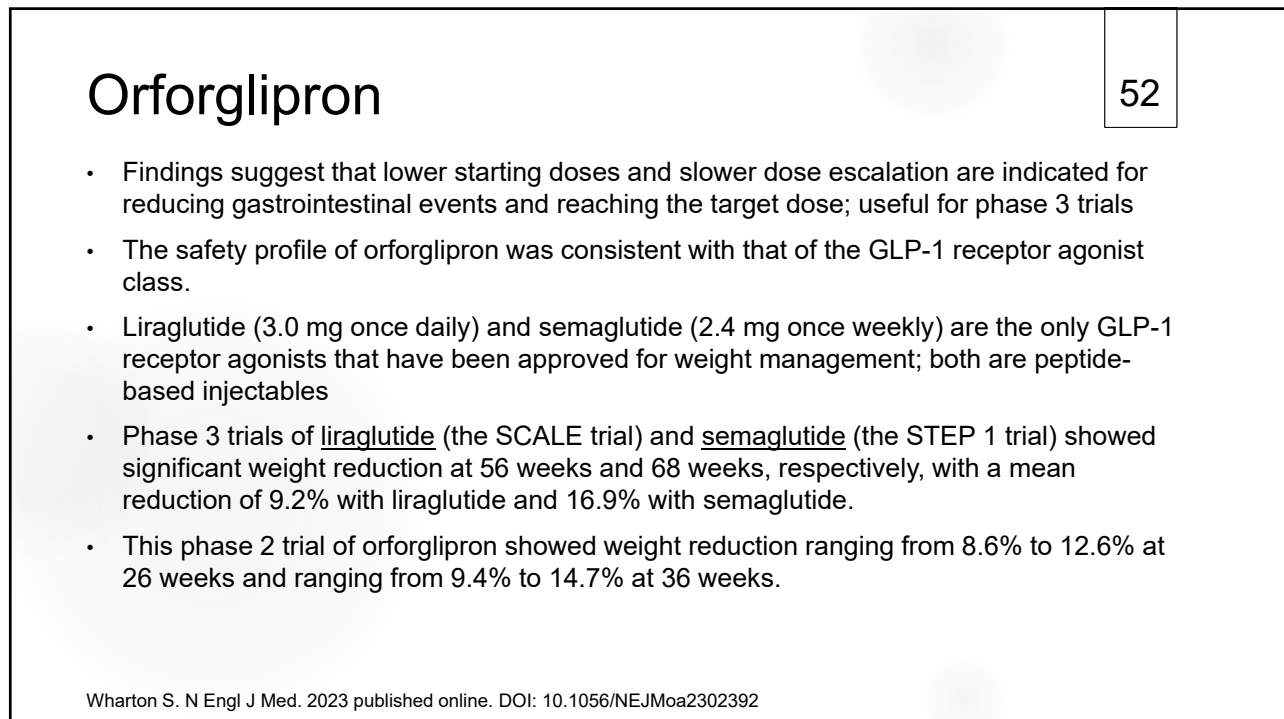 Orforglipron
52
• Findings suggest that lower starting doses and slower dose escalation are indicated for
reducing gastrointestinal events and reaching the target dose; useful for phase 3 trials
• The safety profile of orforglipron was consistent with that of the GLP-1 receptor agonist
class.
• Liraglutide (3.0 mg once daily) and semaglutide (2.4 mg once weekly) are the only GLP-1
receptor agonists that have been approved for weight management; both are peptide-
based injectables
• Phase 3 trials of liraglutide (the SCALE trial) and semaglutide (the STEP 1 trial) showed
significant weight reduction at 56 weeks and 68 weeks, respectively, with a mean
reduction of 9.2% with liraglutide and 16.9% with semaglutide.
• This phase 2 trial of orforglipron showed weight reduction ranging from 8.6% to 12.6% at
26 weeks and ranging from 9.4% to 14.7% at 36 weeks.
Wharton S. N Engl J Med. 2023 published online. DOI: 10.1056/NEJMoa2302392